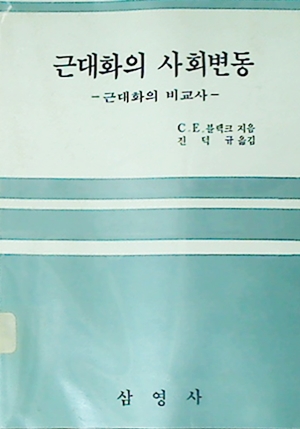 근대화의 사회변동
-근대화의 비교사-
C.E.블랙크 지음
진 덕 규 옮김
삼 영 사